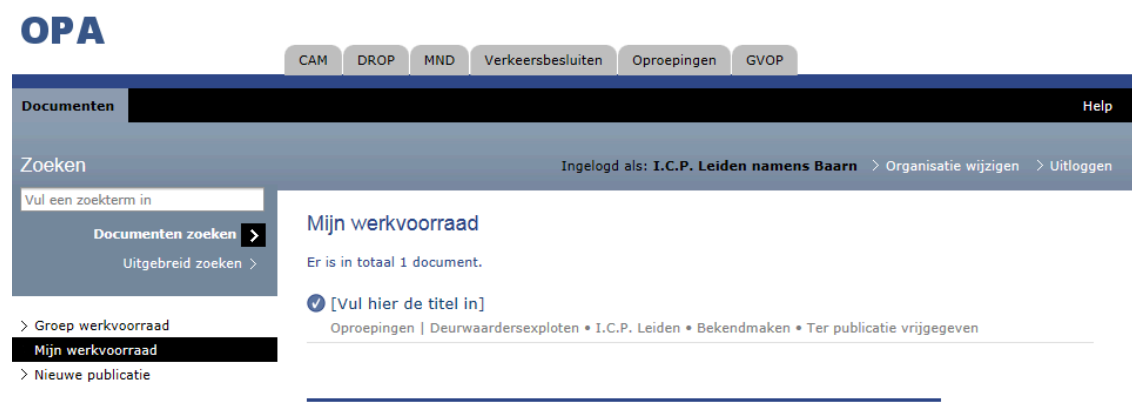 OPA
CAM DROP MND Verkeersbesluiten Oproepingen GVOP
Documenten Help
Zoeken
Ingelogd als: I.C.P. Leiden namens Baarn > Organisatie wijzigen > Uitloggen
Vul een zoekterm in
Documenten zoeken >
Uitgebreid zoeken >
> Groep werkvoorraad
Mijn werkvoorraad
> Nieuwe publicatie
Mijn werkvoorraad
Er is in totaal 1 document.
[Vul hier de titel in]
Oproepingen | Deurwaardersexploten • I.C.P. Leiden • Bekendmaken • Ter publicatie vrijgegeven